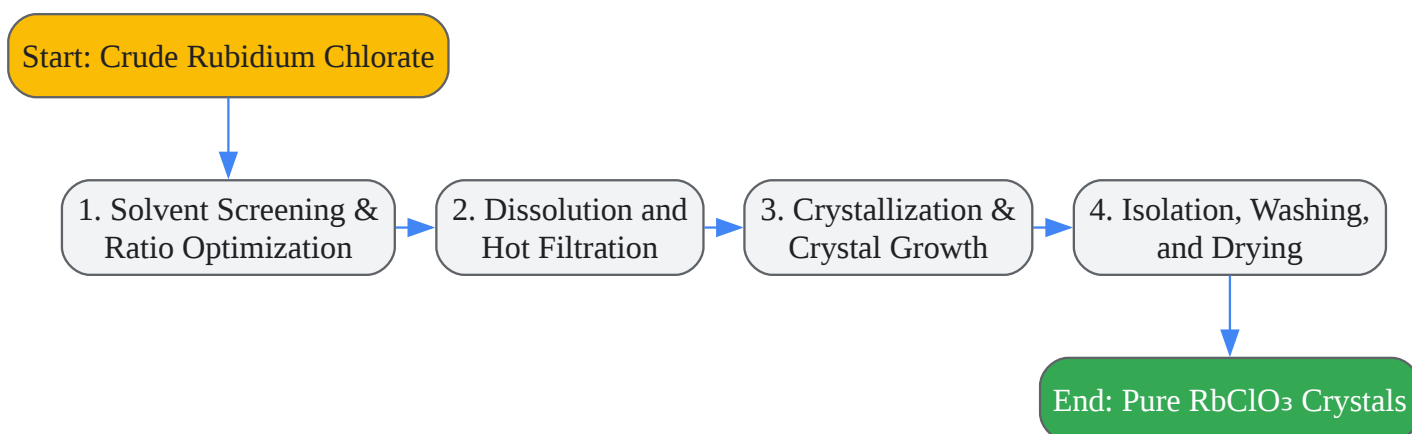 Start: Crude Rubidium Chlorate
1. Solvent Screening &
Ratio Optimization
2. Dissolution and
Hot Filtration
3. Crystallization &
Crystal Growth
4. Isolation, Washing,
and Drying
End: Pure RbClO₃ Crystals